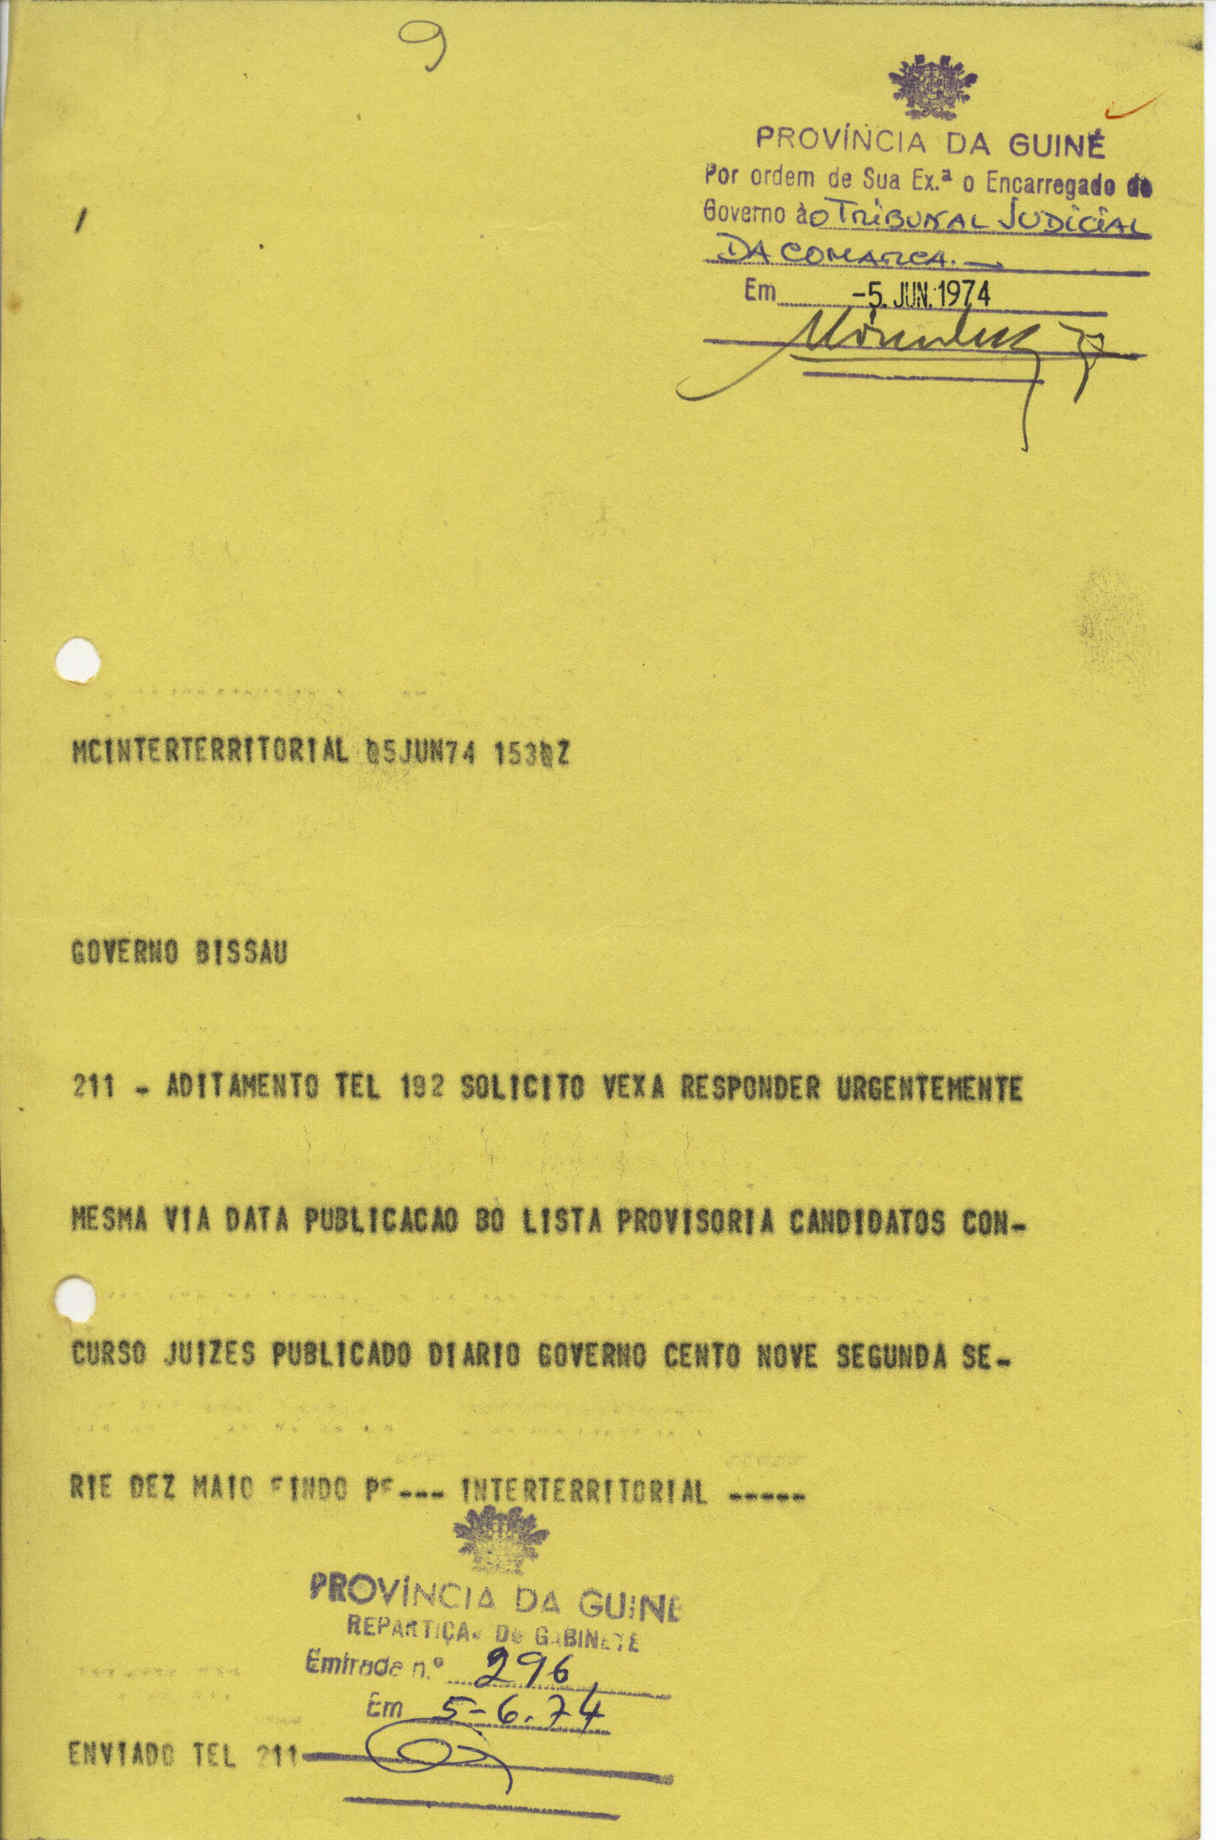 9
PROVÍNCIA DA GUINÉ
Por ordem de Sua Ex.ª o Encarregado do
Governo ào TRIBUNAL JUDICIAL
DA COMARCA.
Em -5. JUN. 1974
MCINTERTERRITORIAL 05JUN74 1530Z
GOVERNO BISSAU
211 - ADITAMENTO TEL 192 SOLICITO VEXA RESPONDER URGENTEMENTE
MESMA VIA DATA PUBLICACAO BO LISTA PROVISORIA CANDIDATOS CON-
CURSO JUIZES PUBLICADO DIARIO GOVERNO CENTO NOVE SEGUNDA SE-
RIE DEZ MAIO FINDO PF--- INTERTERRITORIAL -----
PROVÍNCIA DA GUINÉ
REPARTIÇÃO DO GABINETE
Entrada n.º 296
Em 5-6.74
ENVIADO TEL 211